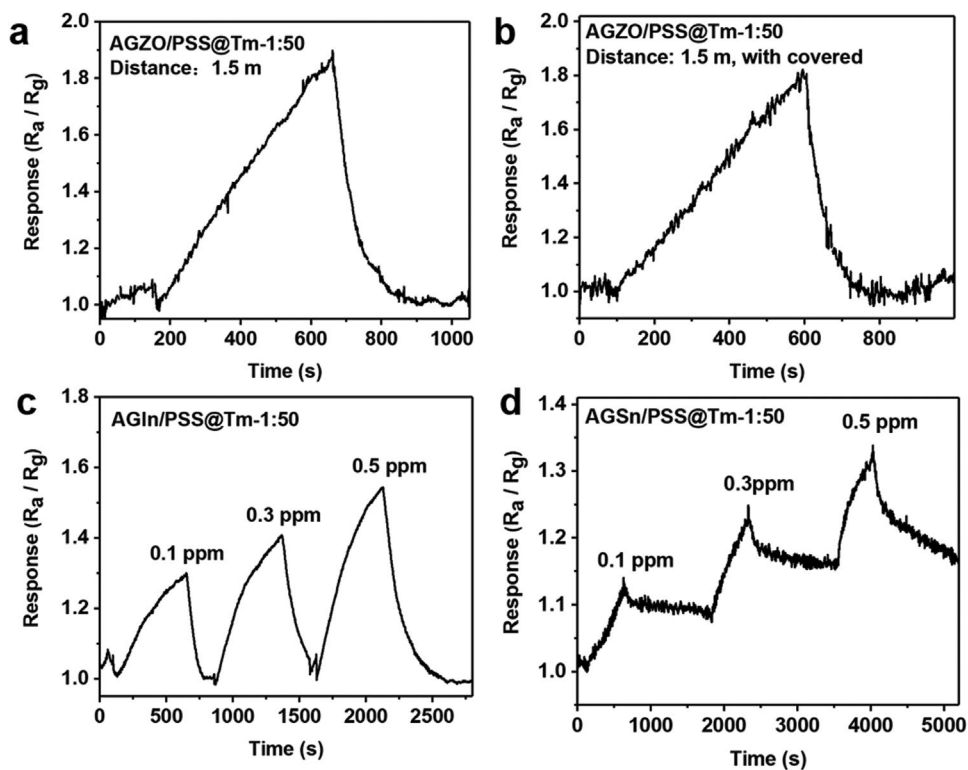 a
AGZO/PSS@Tm-1:50
Distance: 1.5 m
Response (Ra / Rg)
2.0
1.8
1.6
1.4
1.2
1.0
0 200 400 600 800 1000
Time (s)
b
AGZO/PSS@Tm-1:50
Distance: 1.5 m, with covered
Response (Ra / Rg)
2.0
1.8
1.6
1.4
1.2
1.0
0 200 400 600 800
Time (s)
c
AGIn/PSS@Tm-1:50
0.1 ppm
0.3 ppm
0.5 ppm
Response (Ra / Rg)
1.8
1.6
1.4
1.2
1.0
0 500 1000 1500 2000 2500
Time (s)
d
AGSn/PSS@Tm-1:50
0.1 ppm
0.3ppm
0.5 ppm
Response (Ra / Rg)
1.4
1.3
1.2
1.1
1.0
0 1000 2000 3000 4000 5000
Time (s)